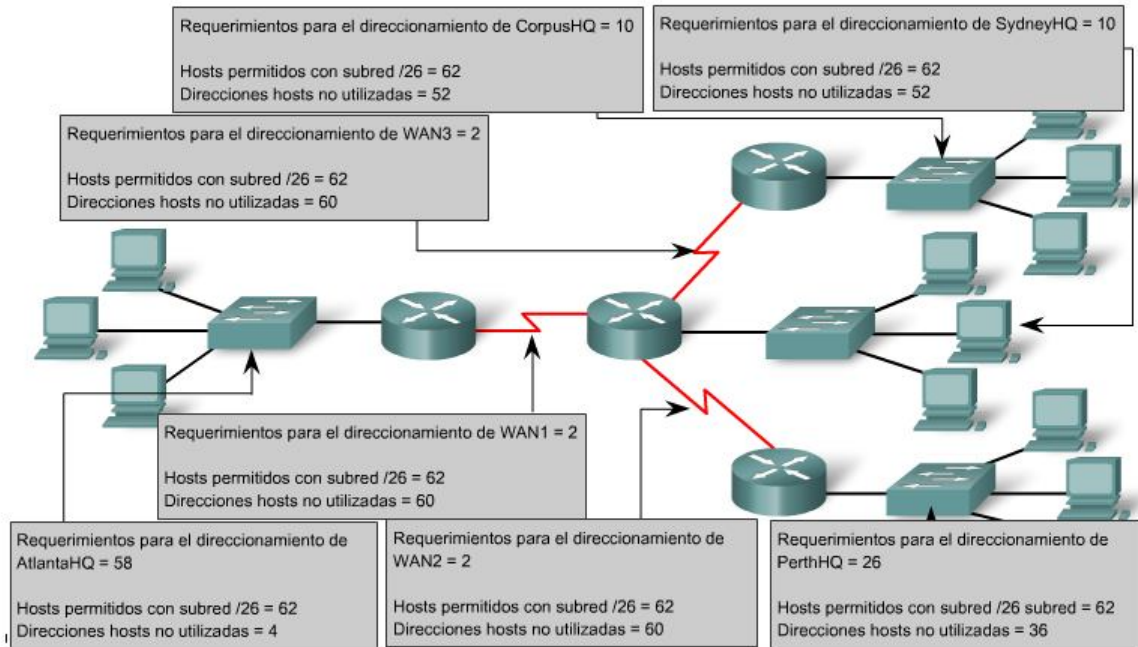 Requerimientos para el direccionamiento de CorpusHQ = 10
Hosts permitidos con subred /26 = 62
Direcciones hosts no utilizadas = 52
Requerimientos para el direccionamiento de SydneyHQ = 10
Hosts permitidos con subred /26 = 62
Direcciones hosts no utilizadas = 52
Requerimientos para el direccionamiento de WAN3 = 2
Hosts permitidos con subred /26 = 62
Direcciones hosts no utilizadas = 60
Requerimientos para el direccionamiento de WAN1 = 2
Hosts permitidos con subred /26 = 62
Direcciones hosts no utilizadas = 60
Requerimientos para el direccionamiento de
AtlantaHQ = 58
Hosts permitidos con subred /26 = 62
Direcciones hosts no utilizadas = 4
Requerimientos para el direccionamiento de
WAN2 = 2
Hosts permitidos con subred /26 = 62
Direcciones hosts no utilizadas = 60
Requerimientos para el direccionamiento de
PerthHQ = 26
Hosts permitidos con subred /26 subred = 62
Direcciones hosts no utilizadas = 36